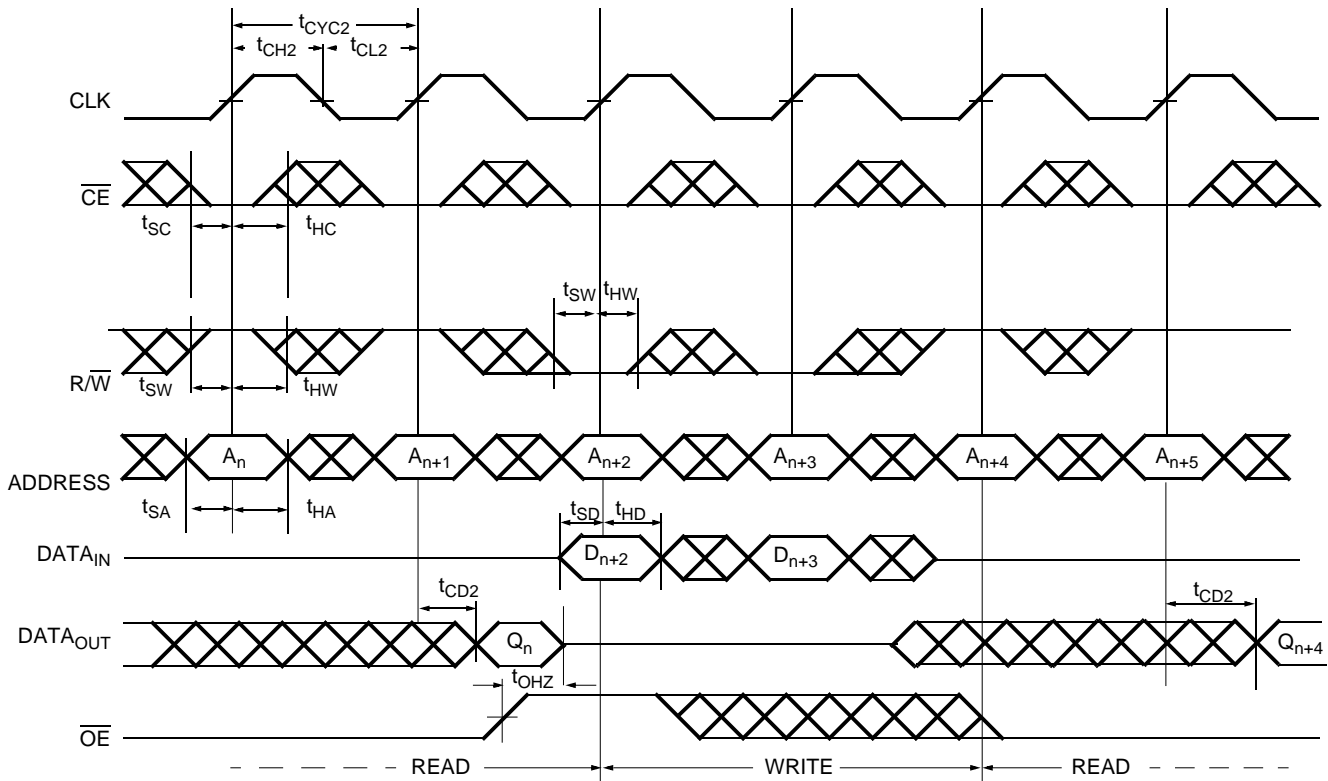 tCYC2
tCH2 tCL2
CLK
CE
tSC tHC
tSW tHW
R/W
tSW tHW
An An+1 An+2 An+3 An+4 An+5
ADDRESS
tSA tHA
tSD tHD
DATAIN
Dn+2 Dn+3
tCD2 tCD2
DATAOUT
Qn Qn+4
tOHZ
OE
READ WRITE READ